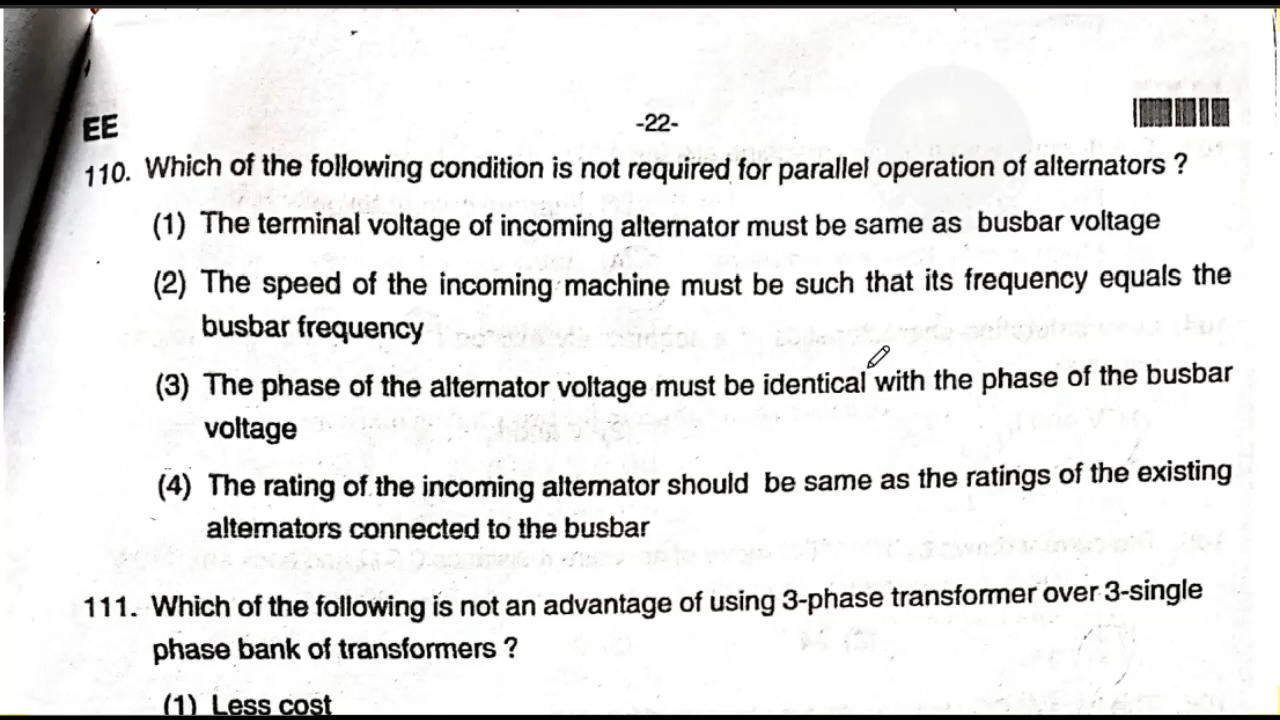 EE
-22-
110. Which of the following condition is not required for parallel operation of alternators ?
(1) The terminal voltage of incoming alternator must be same as busbar voltage
(2) The speed of the incoming machine must be such that its frequency equals the
busbar frequency
(3) The phase of the alternator voltage must be identical with the phase of the busbar
voltage
(4) The rating of the incoming alternator should be same as the ratings of the existing
alternators connected to the busbar
111. Which of the following is not an advantage of using 3-phase transformer over 3-single
phase bank of transformers ?
(1) Less cost